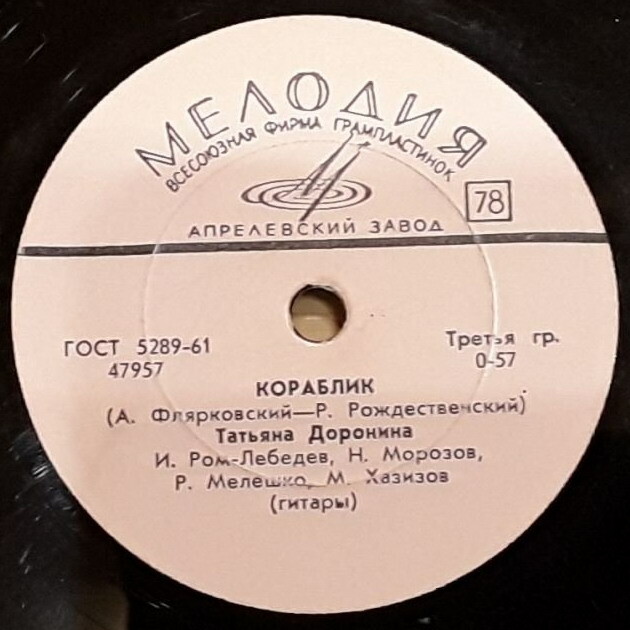 МЕЛОДИЯ
ВСЕСОЮЗНАЯ ФИРМА ГРАМПЛАСТИНОК
78
АПРЕЛЕВСКИЙ ЗАВОД
ГОСТ 5289-61 Третья гр.
47957 0-57
КОРАБЛИК
(А. Флярковский—Р. Рождественский)
Татьяна Доронина
И. Ром-Лебедев, Н. Морозов,
Р. Мелешко, М. Хазизов
(гитары)